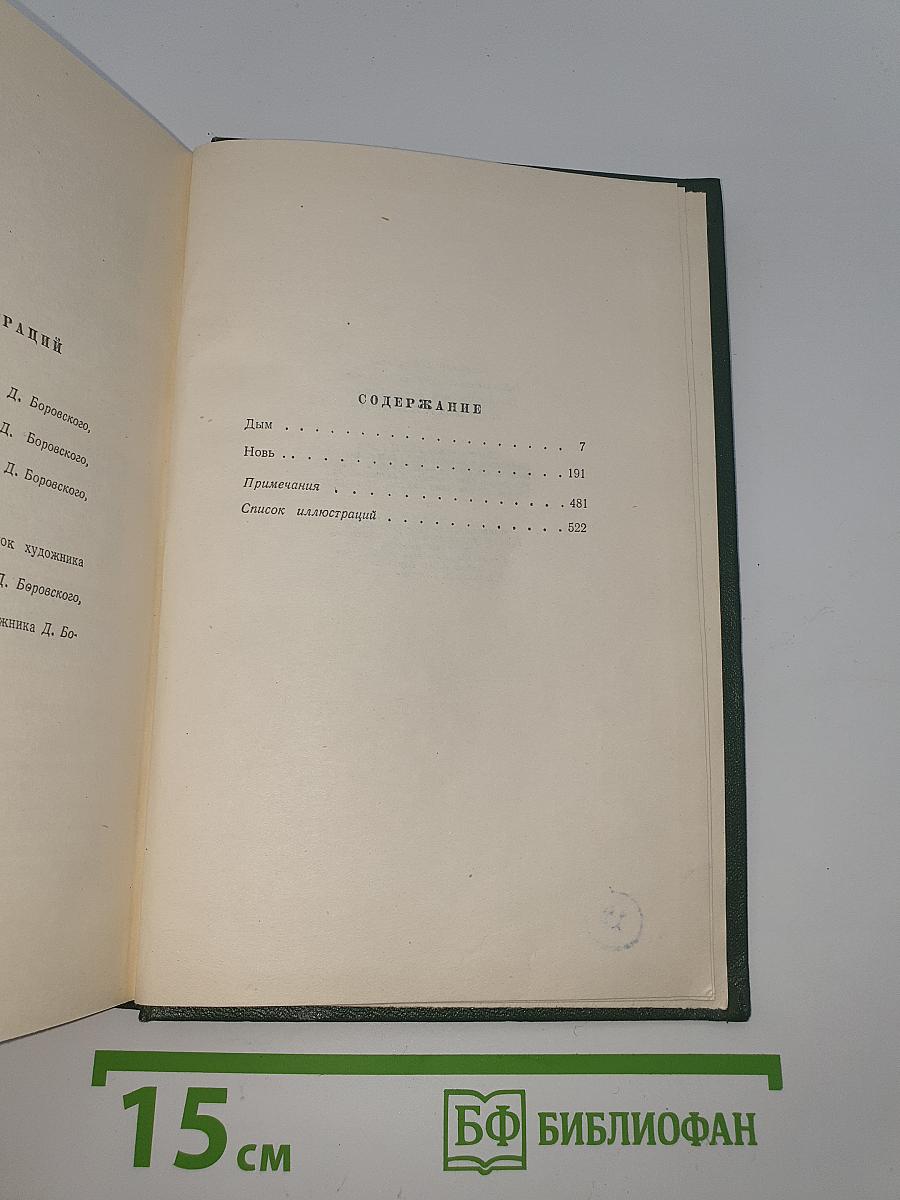 РАЦИЙ
Д. Боровского,
Д. Боровского,
Д. Боровского,
ок художника
Д. Боровского,
жника Д. Бо-
СОДЕРЖАНИЕ
Дым . . . . . . . . . . . . . . . . . . . 7
Новь . . . . . . . . . . . . . . . . . . 191
Примечания . . . . . . . . . . . . . . 481
Список иллюстраций . . . . . . . . . . 522
15 см
БФ БИБЛИОФАН